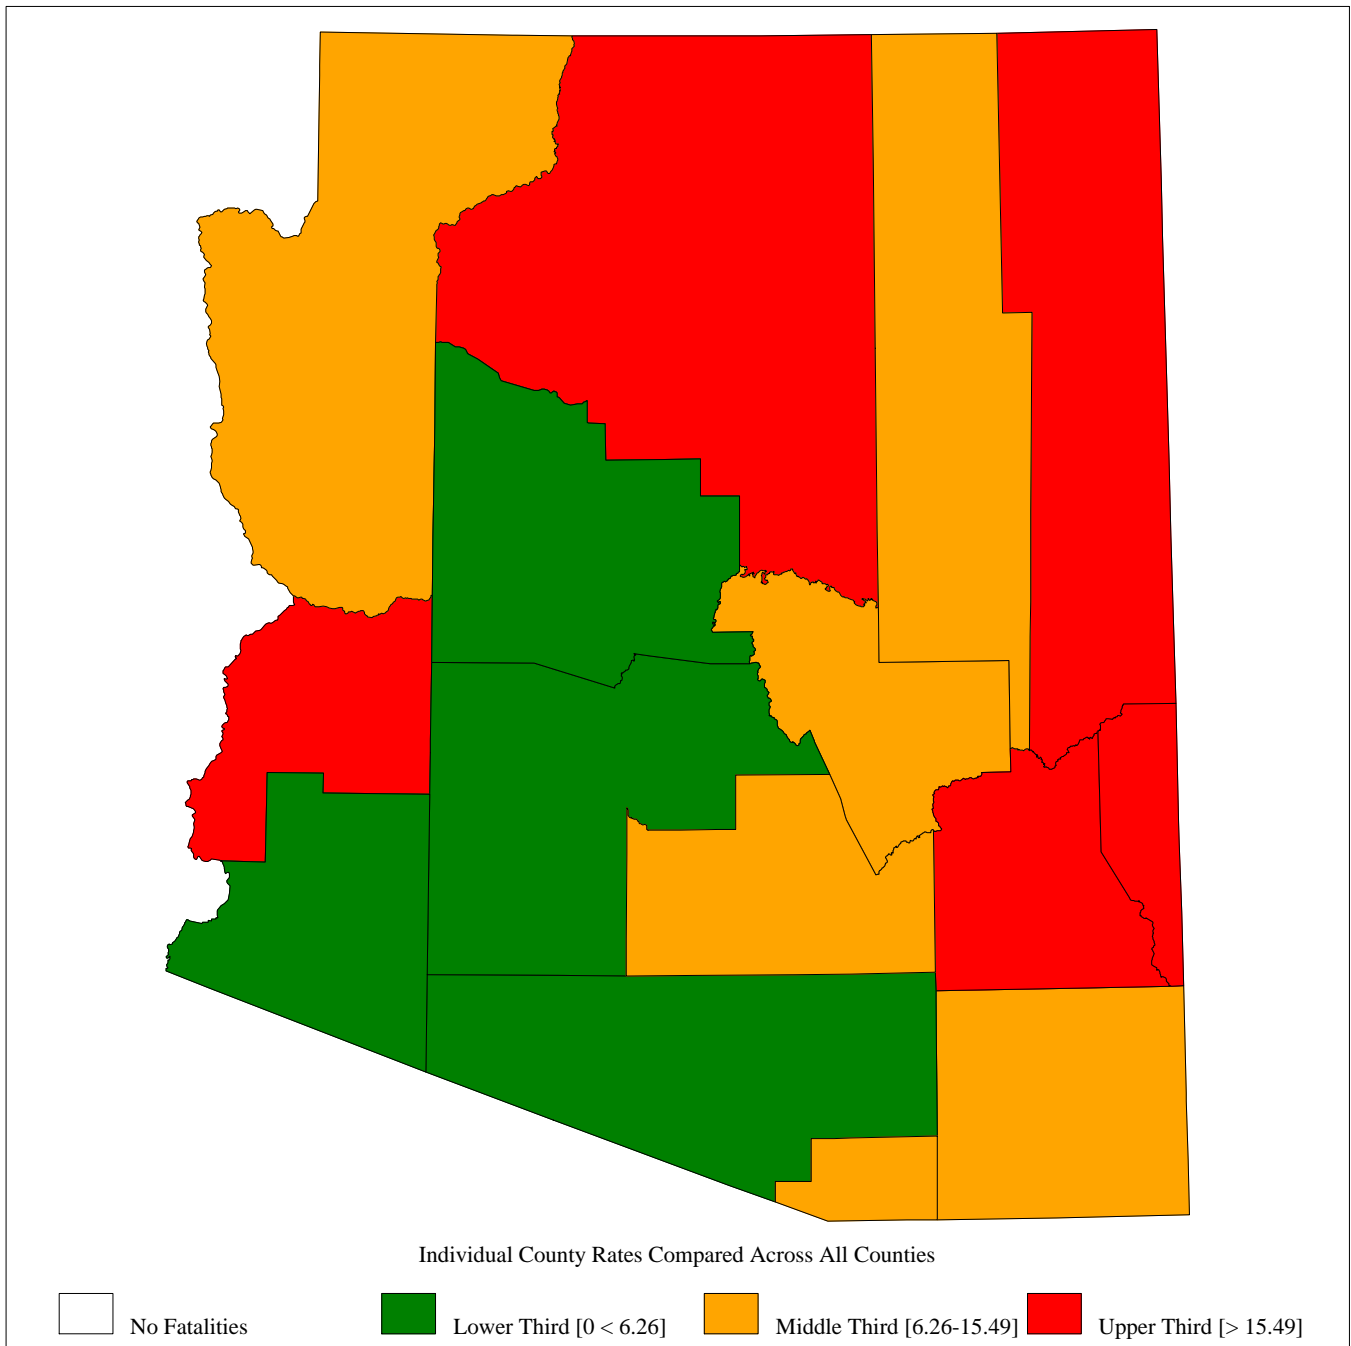 Individual County Rates Compared Across All Counties
No Fatalities Lower Third [0 < 6.26] Middle Third [6.26-15.49] Upper Third [> 15.49]